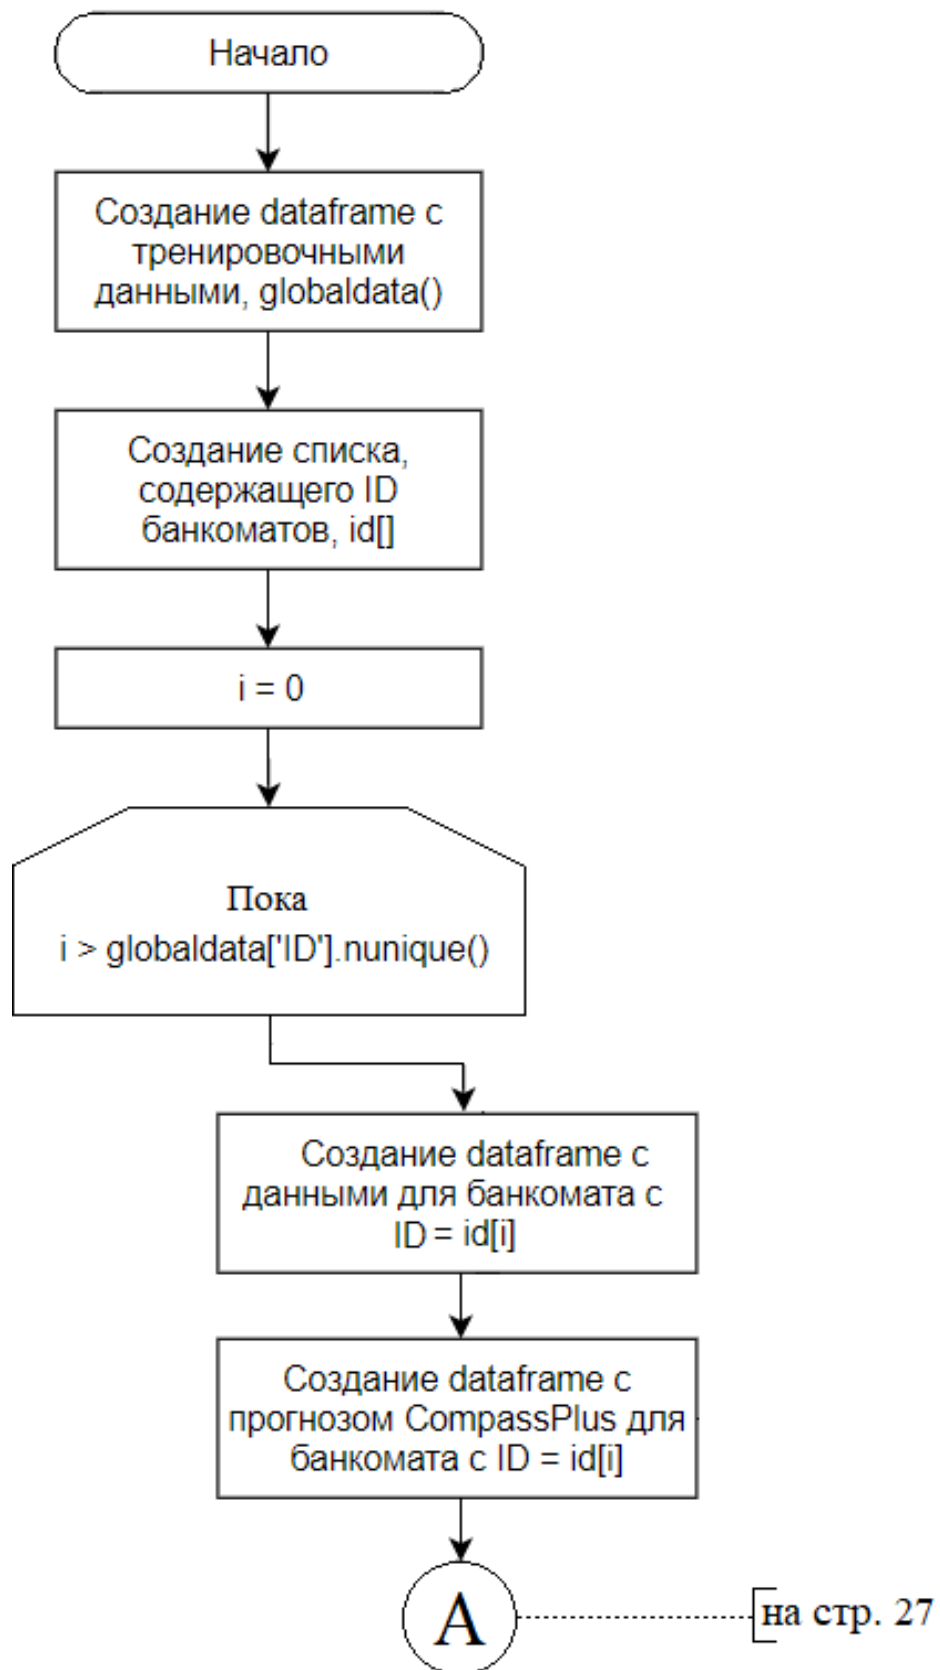 Начало
Создание dataframe с
тренировочными
данными, globaldata()
Создание списка,
содержащего ID
банкоматов, id[]
i = 0
Пока
i > globaldata['ID'].nunique()
Создание dataframe с
данными для банкомата с
ID = id[i]
Создание dataframe с
прогнозом CompassPlus для
банкомата с ID = id[i]
А
на стр. 27